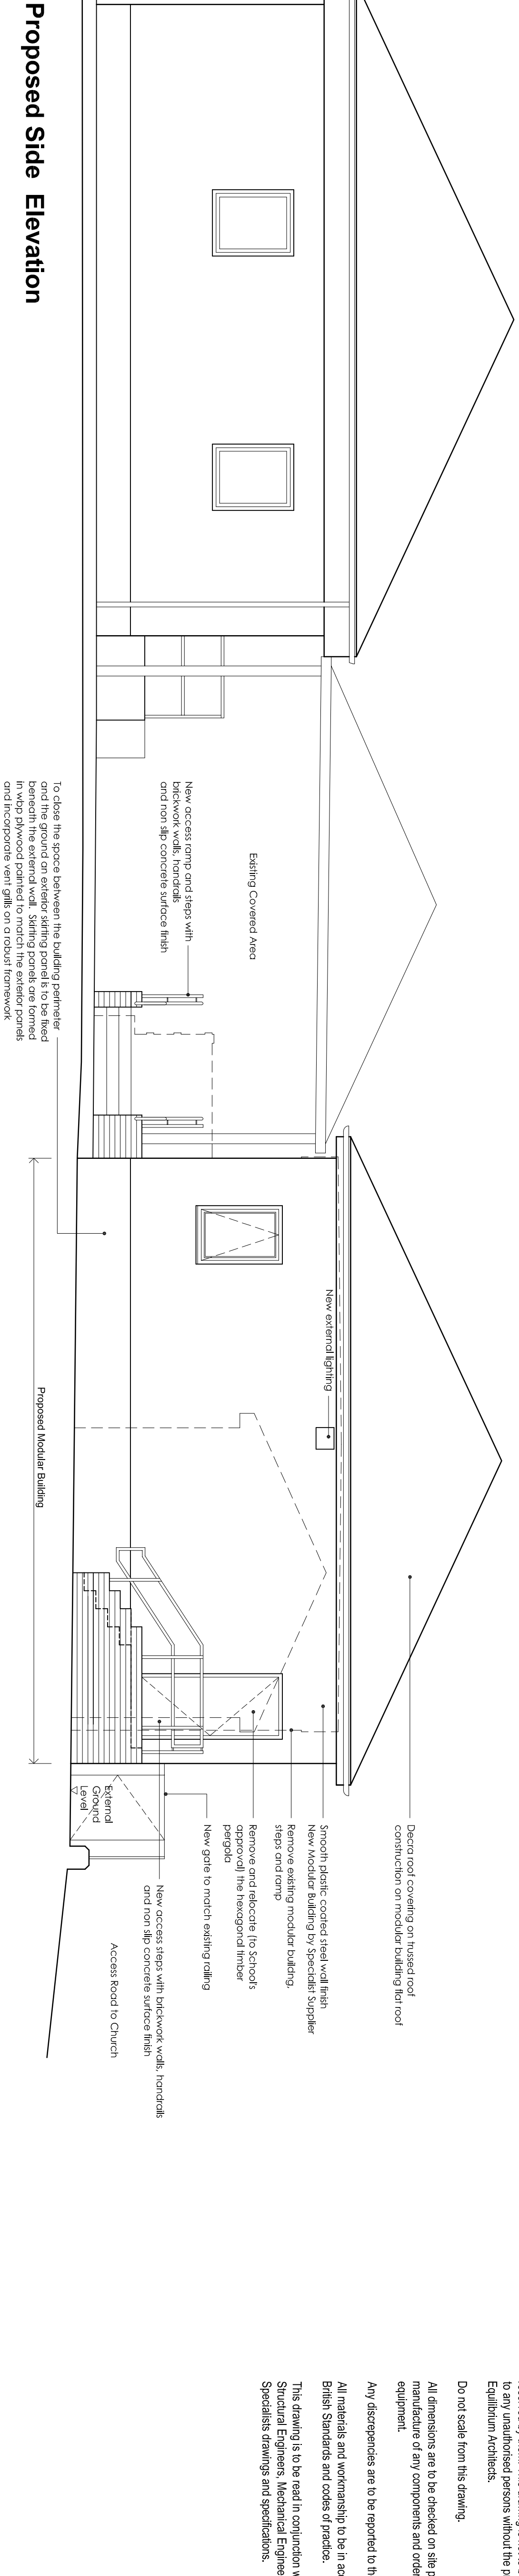 Decra roof covering on trussed roof
construction on modular building flat roof
Smooth plastic coated steel wall finish
New Modular Building by Specialist Supplier
Remove existing modular buildng,
steps and ramp
Remove and relocate (to School's
approval) the hexagonal timber
pergola
New gate to match existing railing
New access steps with brickwork walls, handrails
and non slip concrete surface finish
Access Road to Church
External
Ground
Level
New external lighting
Existing Covered Area
New access ramp and steps with
brickwork walls, handrails
and non slip concrete surface finish
To close the space between the building perimeter
and the ground an exterior skirting panel is to be fixed
beneath the external wall. Skirting panels are formed
in wbp plywood painted to match the exterior panels
and incorporate vent grills on a robust framework
Proposed Modular Building
Proposed Side Elevation
to any unauthorised persons without the
Equilibrium Architects.
Do not scale from this drawing.
All dimensions are to be checked on site
manufacture of any components and
equipment.
Any discrepencies are to be reported to
All materials and workmanship to be in
British Standards and codes of practice.
This drawing is to be read in conjunction
Structural Engineers, Mechanical
Specialists drawings and specifications.